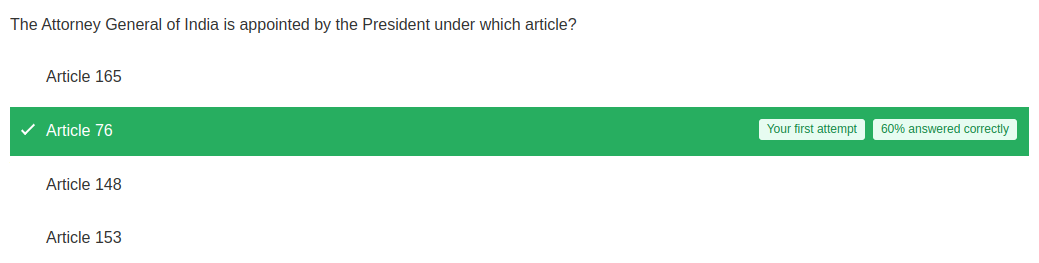 The Attorney General of India is appointed by the President under which article?
Article 165
Article 76 Your first attempt 60% answered correctly
Article 148
Article 153